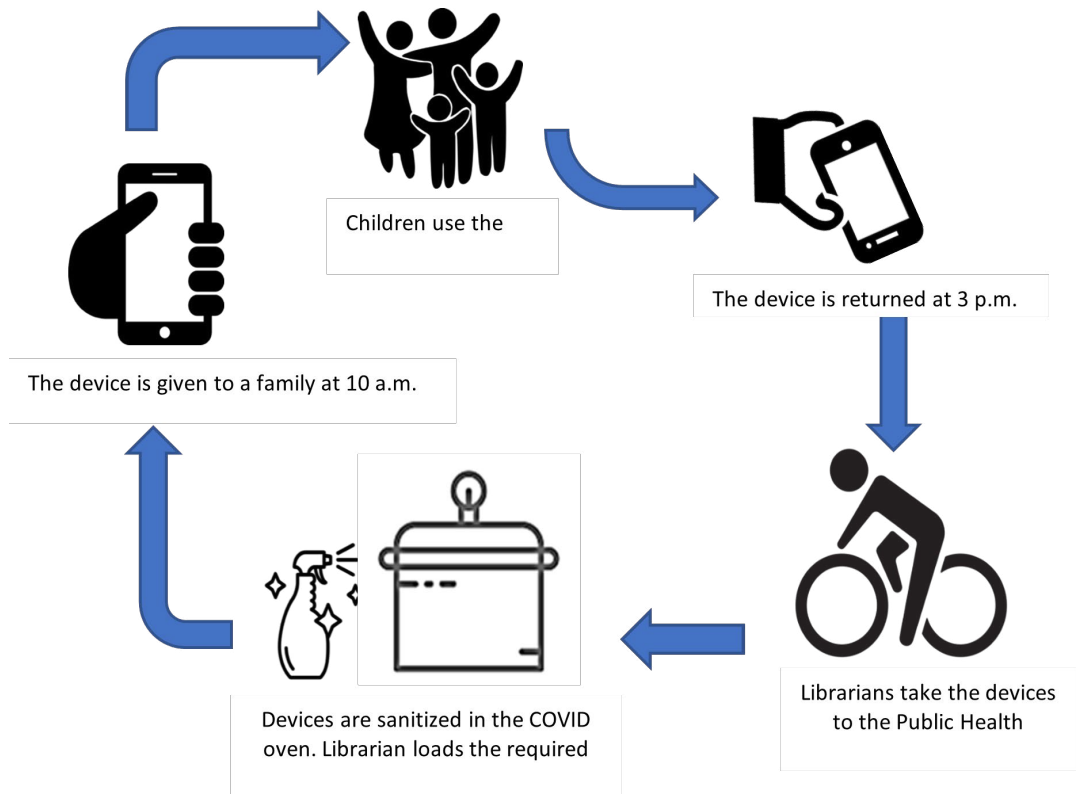 Children use the
The device is returned at 3 p.m.
The device is given to a family at 10 a.m.
Librarians take the devices
to the Public Health
Devices are sanitized in the COVID
oven. Librarian loads the required